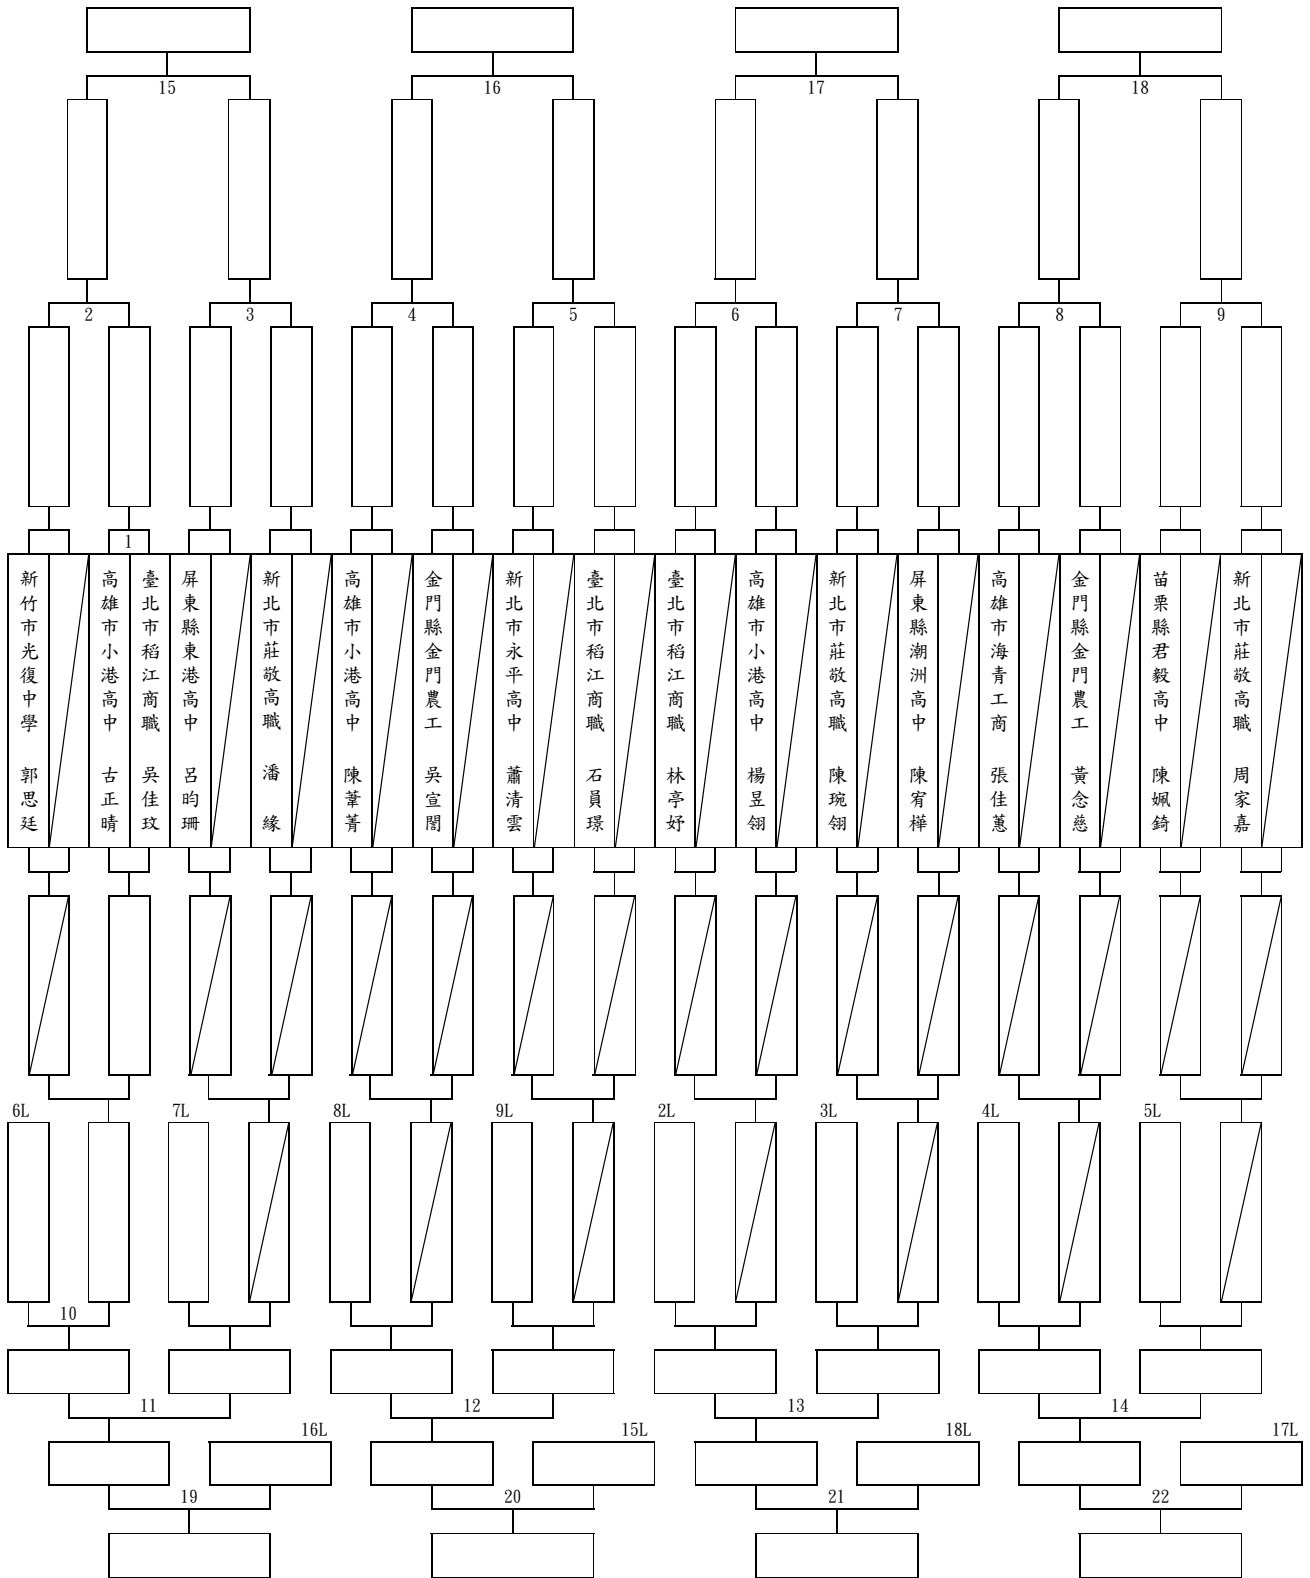 15 16 17 18
2 3 4 5 6 7 8 9
1
新竹市光復中學 郭思廷
高雄市小港高中 古正晴
臺北市稻江商職 吳佳玟
屏東縣東港高中 呂昀珊
新北市莊敬高職 潘緣
高雄市小港高中 陳葦菁
金門縣金門農工 吳宣誾
新北市永平高中 蕭清雲
臺北市稻江商職 石員璟
臺北市稻江商職 林亭妤
高雄市小港高中 楊昱翎
新北市莊敬高職 陳琬翎
屏東縣潮洲高中 陳宥樺
高雄市海青工商 張佳蕙
金門縣金門農工 黃念慈
苗栗縣君毅高中 陳姵錡
新北市莊敬高職 周家嘉
6L 7L 8L 9L 2L 3L 4L 5L
10
11 12 13 14
16L 15L 18L 17L
19 20 21 22